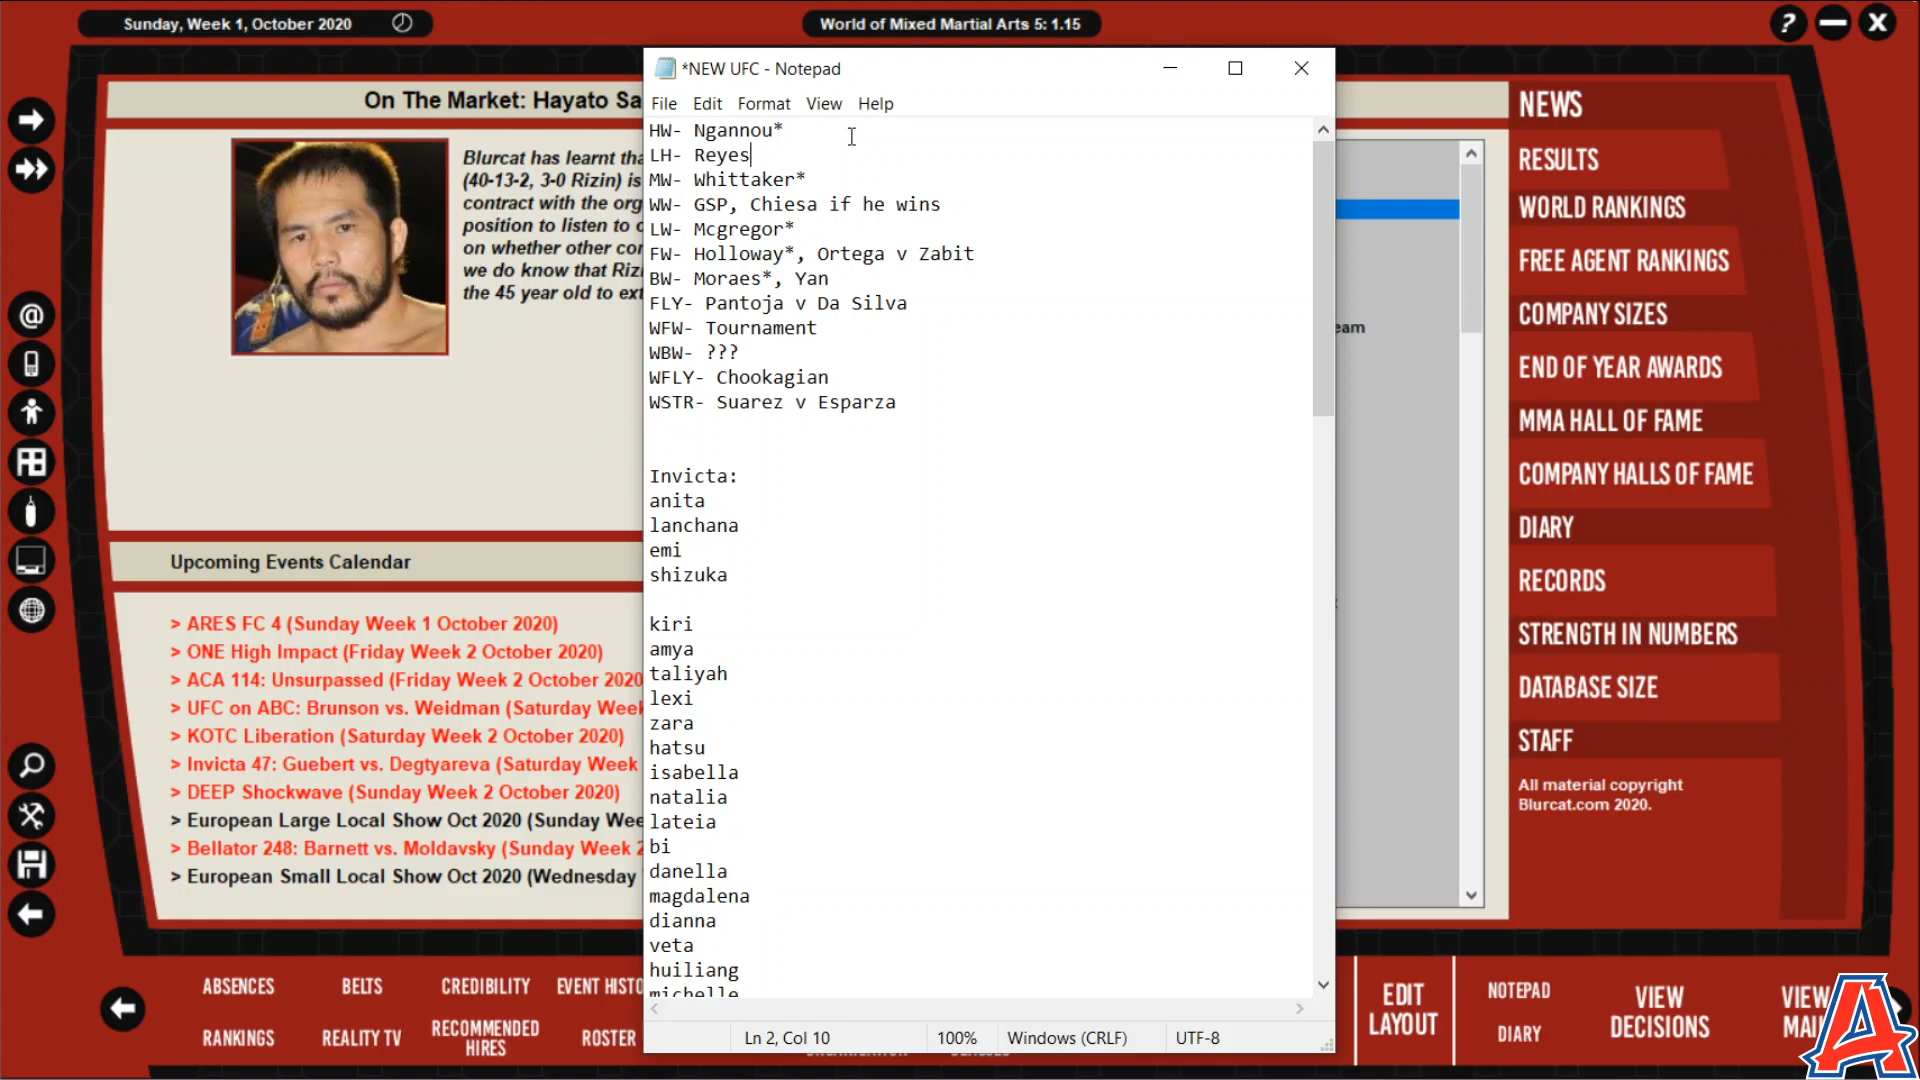 Sunday, Week 1, October 2020
World of Mixed Martial Arts 5: 1.15
?
X
On The Market: Hayato Sa
Blurcat has learnt tha
(40-13-2, 3-0 Rizin) is
contract with the org
position to listen to o
on whether other cor
we do know that Rizi
the 45 year old to ext
Upcoming Events Calendar
> ARES FC 4 (Sunday Week 1 October 2020)
> ONE High Impact (Friday Week 2 October 2020)
> ACA 114: Unsurpassed (Friday Week 2 October 2020
> UFC on ABC: Brunson vs. Weidman (Saturday Week
> KOTC Liberation (Saturday Week 2 October 2020)
> Invicta 47: Guebert vs. Degtyareva (Saturday Week
> DEEP Shockwave (Sunday Week 2 October 2020)
> European Large Local Show Oct 2020 (Sunday Wee
> Bellator 248: Barnett vs. Moldavsky (Sunday Week 2
> European Small Local Show Oct 2020 (Wednesday
*NEW UFC - Notepad
File Edit Format View Help
HW- Ngannou*
LH- Reyes
MW- Whittaker*
WW- GSP, Chiesa if he wins
LW- Mcgregor*
FW- Holloway*, Ortega v Zabit
BW- Moraes*, Yan
FLY- Pantoja v Da Silva
WFW- Tournament
WBW- ???
WFLY- Chookagian
WSTR- Suarez v Esparza
Invicta:
anita
lanchana
emi
shizuka
kiri
amya
taliyah
lexi
zara
hatsu
isabella
natalia
lateia
bi
danella
magdalena
dianna
veta
huiliang
michelle
Ln 2, Col 10
100%
Windows (CRLF)
UTF-8
eam
NEWS
RESULTS
WORLD RANKINGS
FREE AGENT RANKINGS
COMPANY SIZES
END OF YEAR AWARDS
MMA HALL OF FAME
COMPANY HALLS OF FAME
DIARY
RECORDS
STRENGTH IN NUMBERS
DATABASE SIZE
STAFF
All material copyright
Blurcat.com 2020.
@
ABSENCES
BELTS
CREDIBILITY
EVENT HISTO
RANKINGS
REALITY TV
RECOMMENDED
HIRES
ROSTER
EDIT
LAYOUT
NOTEPAD
DIARY
VIEW
DECISIONS
VIEW
MAI
A